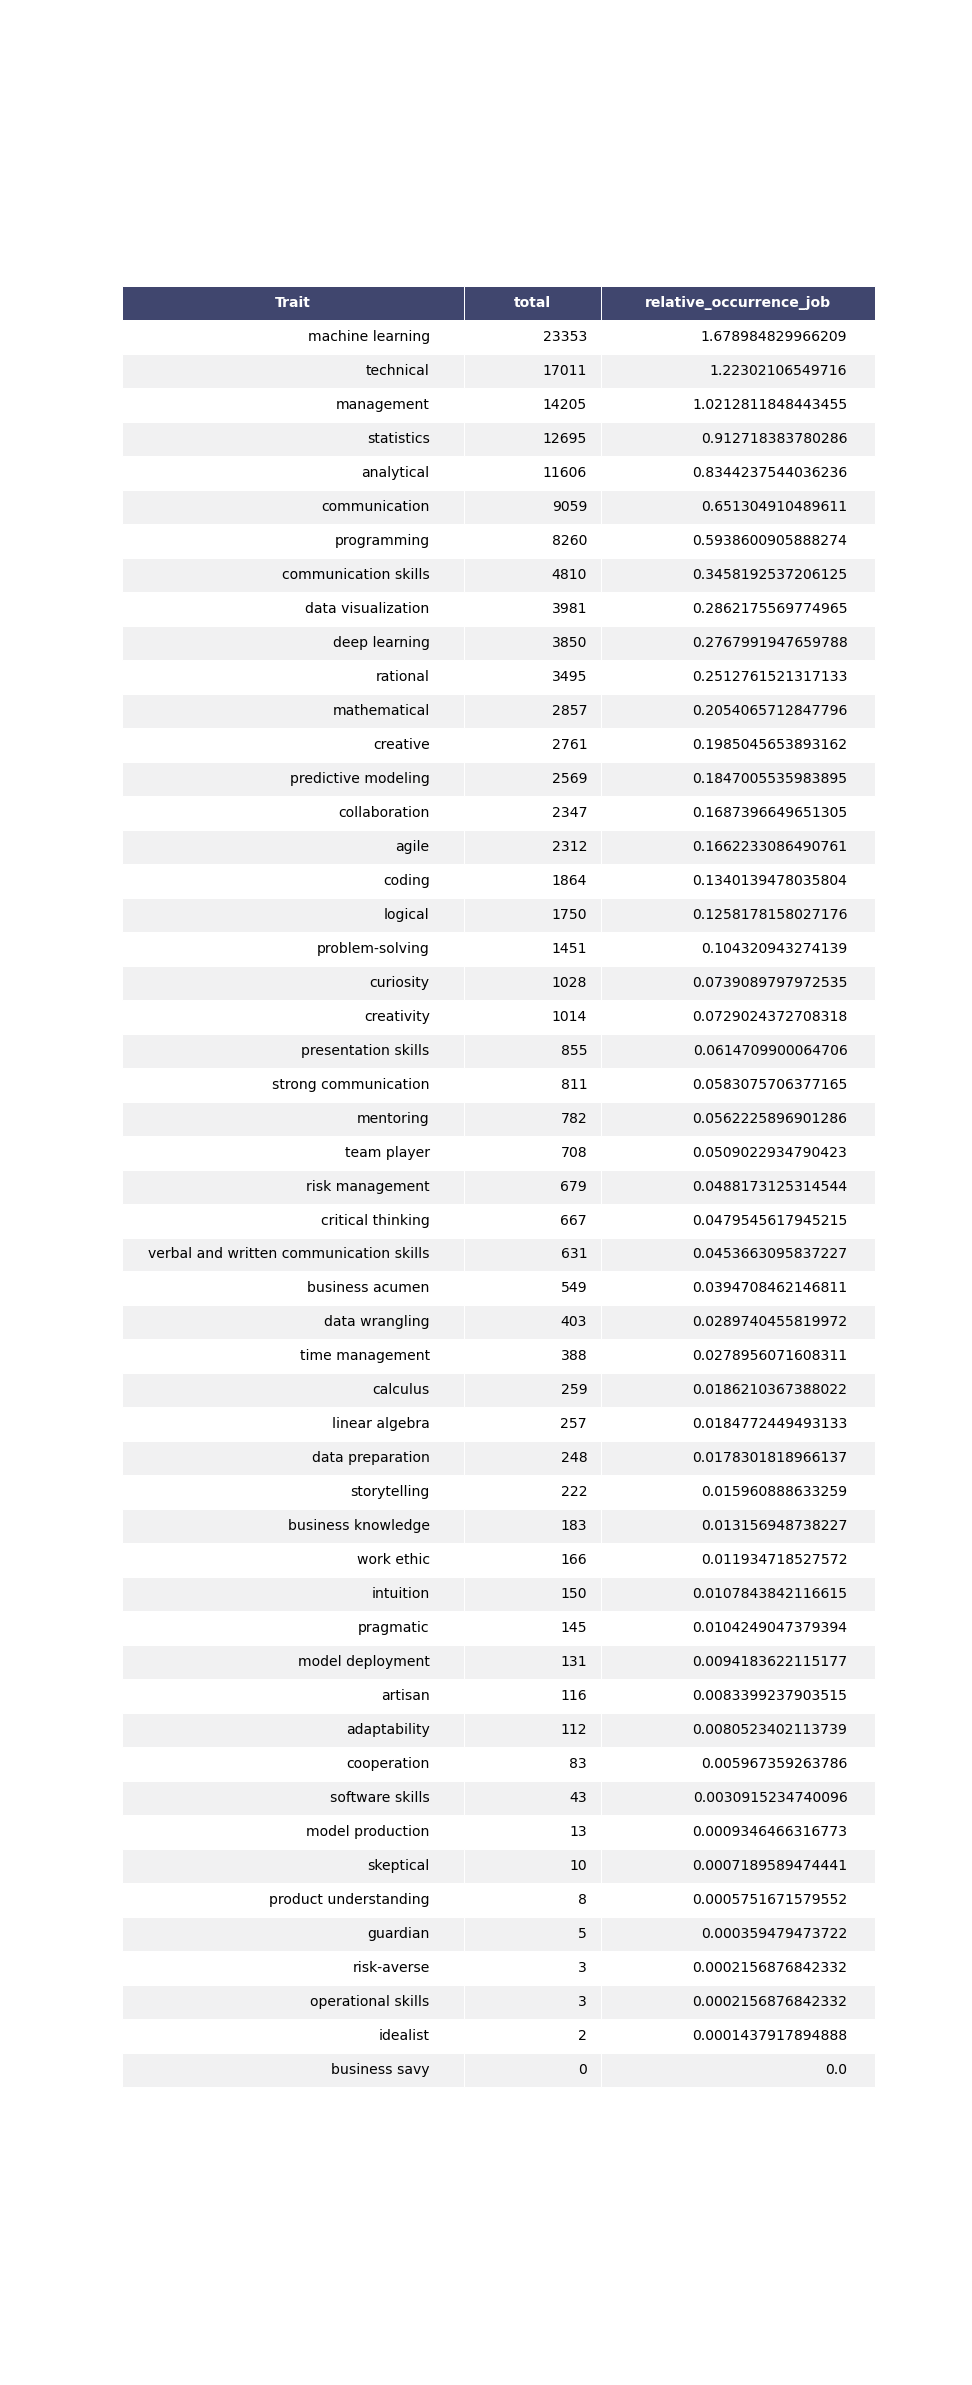 Trait total relative_occurrence_job
machine learning 23353 1.678984829966209
technical 17011 1.22302106549716
management 14205 1.0212811848443455
statistics 12695 0.912718383780286
analytical 11606 0.8344237544036236
communication 9059 0.651304910489611
programming 8260 0.5938600905888274
communication skills 4810 0.3458192537206125
data visualization 3981 0.2862175569774965
deep learning 3850 0.2767991947659788
rational 3495 0.2512761521317133
mathematical 2857 0.2054065712847796
creative 2761 0.1985045653893162
predictive modeling 2569 0.1847005535983895
collaboration 2347 0.1687396649651305
agile 2312 0.1662233086490761
coding 1864 0.1340139478035804
logical 1750 0.1258178158027176
problem-solving 1451 0.104320943274139
curiosity 1028 0.0739089797972535
creativity 1014 0.0729024372708318
presentation skills 855 0.0614709900064706
strong communication 811 0.0583075706377165
mentoring 782 0.0562225896901286
team player 708 0.0509022934790423
risk management 679 0.0488173125314544
critical thinking 667 0.0479545617945215
verbal and written communication skills 631 0.0453663095837227
business acumen 549 0.0394708462146811
data wrangling 403 0.0289740455819972
time management 388 0.0278956071608311
calculus 259 0.0186210367388022
linear algebra 257 0.0184772449493133
data preparation 248 0.0178301818966137
storytelling 222 0.015960888633259
business knowledge 183 0.013156948738227
work ethic 166 0.011934718527572
intuition 150 0.0107843842116615
pragmatic 145 0.0104249047379394
model deployment 131 0.0094183622115177
artisan 116 0.0083399237903515
adaptability 112 0.0080523402113739
cooperation 83 0.005967359263786
software skills 43 0.0030915234740096
model production 13 0.0009346466316773
skeptical 10 0.0007189589474441
product understanding 8 0.0005751671579552
guardian 5 0.000359479473722
risk-averse 3 0.0002156876842332
operational skills 3 0.0002156876842332
idealist 2 0.0001437917894888
business savy 0 0.0